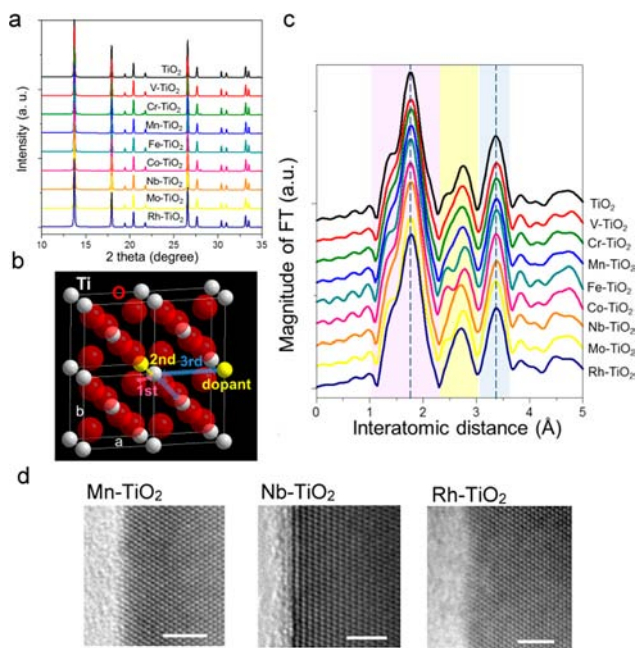 a
Intensity (a. u.)
TiO₂
V-TiO₂
Cr-TiO₂
Mn-TiO₂
Fe-TiO₂
Co-TiO₂
Nb-TiO₂
Mo-TiO₂
Rh-TiO₂
10 15 20 25 30 35
2 theta (degree)
b
Ti
O
2nd
3rd
1st
dopant
b
a
c
Magnitude of FT (a.u.)
TiO₂
V-TiO₂
Cr-TiO₂
Mn-TiO₂
Fe-TiO₂
Co-TiO₂
Nb-TiO₂
Mo-TiO₂
Rh-TiO₂
0 1 2 3 4 5
Interatomic distance (Å)
d
Mn-TiO₂ Nb-TiO₂ Rh-TiO₂